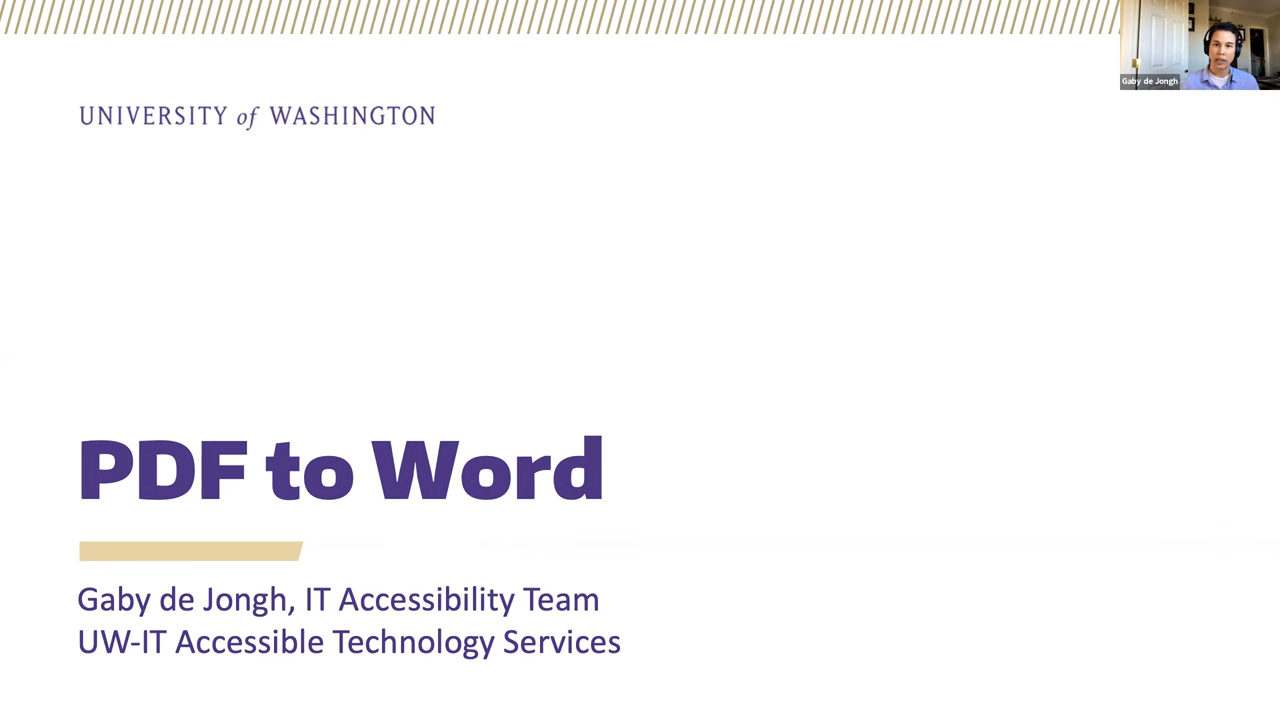 Gaby de Jongh
UNIVERSITY of WASHINGTON
PDF to Word
Gaby de Jongh, IT Accessibility Team
UW-IT Accessible Technology Services